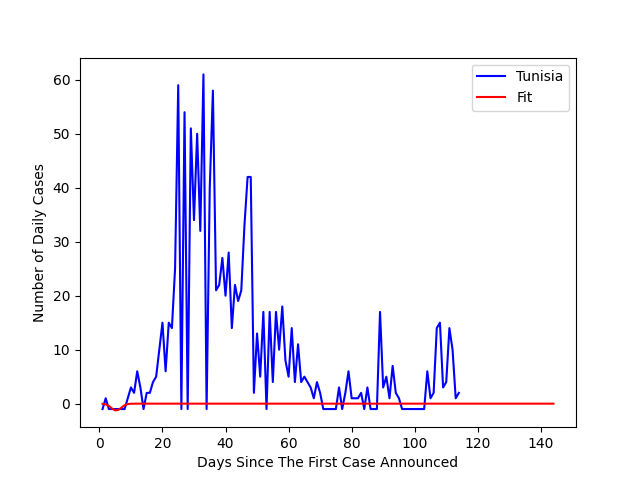 Tunisia
Fit
60
50
40
30
20
10
0
Number of Daily Cases
0 20 40 60 80 100 120 140
Days Since The First Case Announced